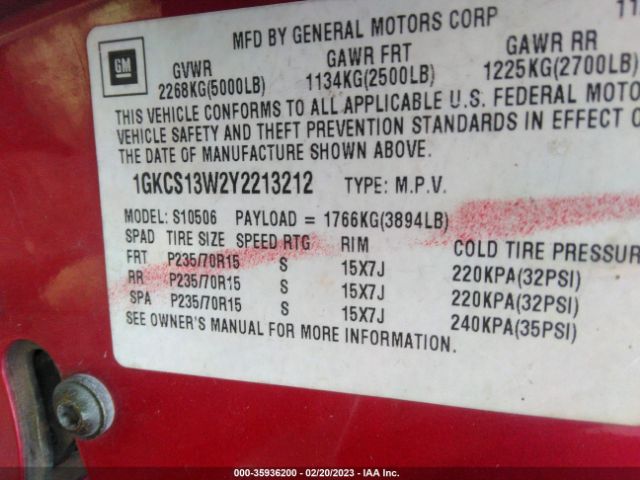 MFD BY GENERAL MOTORS CORP 11
GM
GVWR GAWR FRT GAWR RR
2268KG(5000LB) 1134KG(2500LB) 1225KG(2700LB)
THIS VEHICLE CONFORMS TO ALL APPLICABLE U.S. FEDERAL MOTO
VEHICLE SAFETY AND THEFT PREVENTION STANDARDS IN EFFECT O
THE DATE OF MANUFACTURE SHOWN ABOVE.
1GKCS13W2Y2213212 TYPE: M.P.V.
MODEL: S10506 PAYLOAD = 1766KG(3894LB)
SPAD TIRE SIZE SPEED RTG RIM COLD TIRE PRESSUR
FRT P235/70R15 S 15X7J 220KPA(32PSI)
RR P235/70R15 S 15X7J 220KPA(32PSI)
SPA P235/70R15 S 15X7J 240KPA(35PSI)
SEE OWNER'S MANUAL FOR MORE INFORMATION.
000-35936200 - 02/20/2023 - IAA Inc.